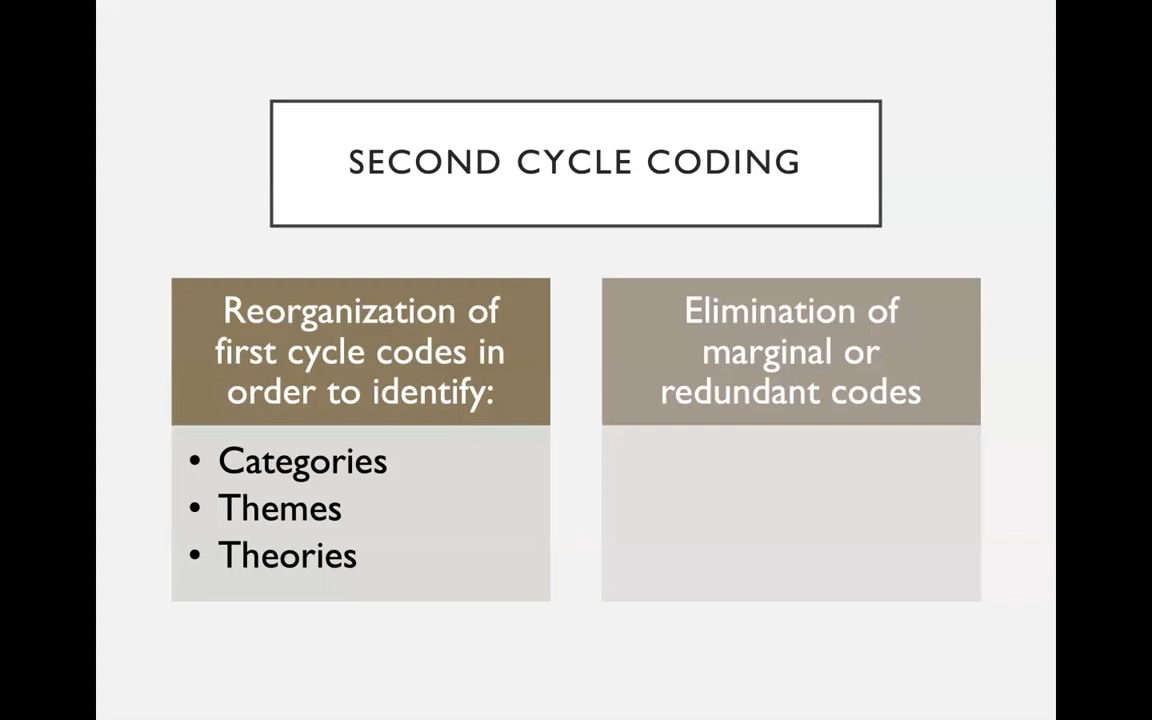 SECOND CYCLE CODING
Reorganization of
first cycle codes in
order to identify:
• Categories
• Themes
• Theories
Elimination of
marginal or
redundant codes